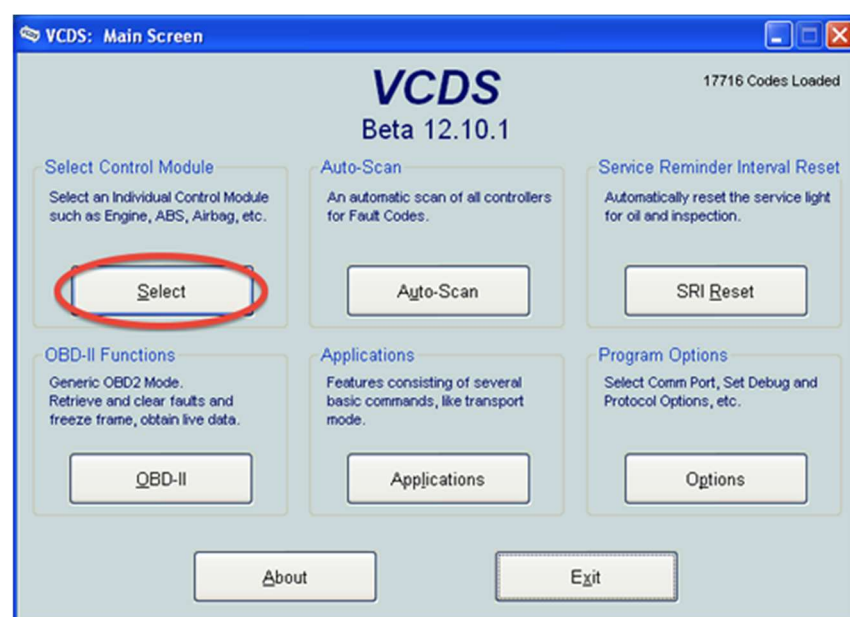 VCDS: Main Screen
VCDS
17716 Codes Loaded
Beta 12.10.1
Select Control Module
Select an Individual Control Module
such as Engine, ABS, Airbag, etc.
Select
Auto-Scan
An automatic scan of all controllers
for Fault Codes.
Auto-Scan
Service Reminder Interval Reset
Automatically reset the service light
for oil and inspection.
SRI Reset
OBD-II Functions
Generic OBD2 Mode.
Retrieve and clear faults and
freeze frame, obtain live data.
OBD-II
Applications
Features consisting of several
basic commands, like transport
mode.
Applications
Program Options
Select Comm Port, Set Debug and
Protocol Options, etc.
Options
About
Exit